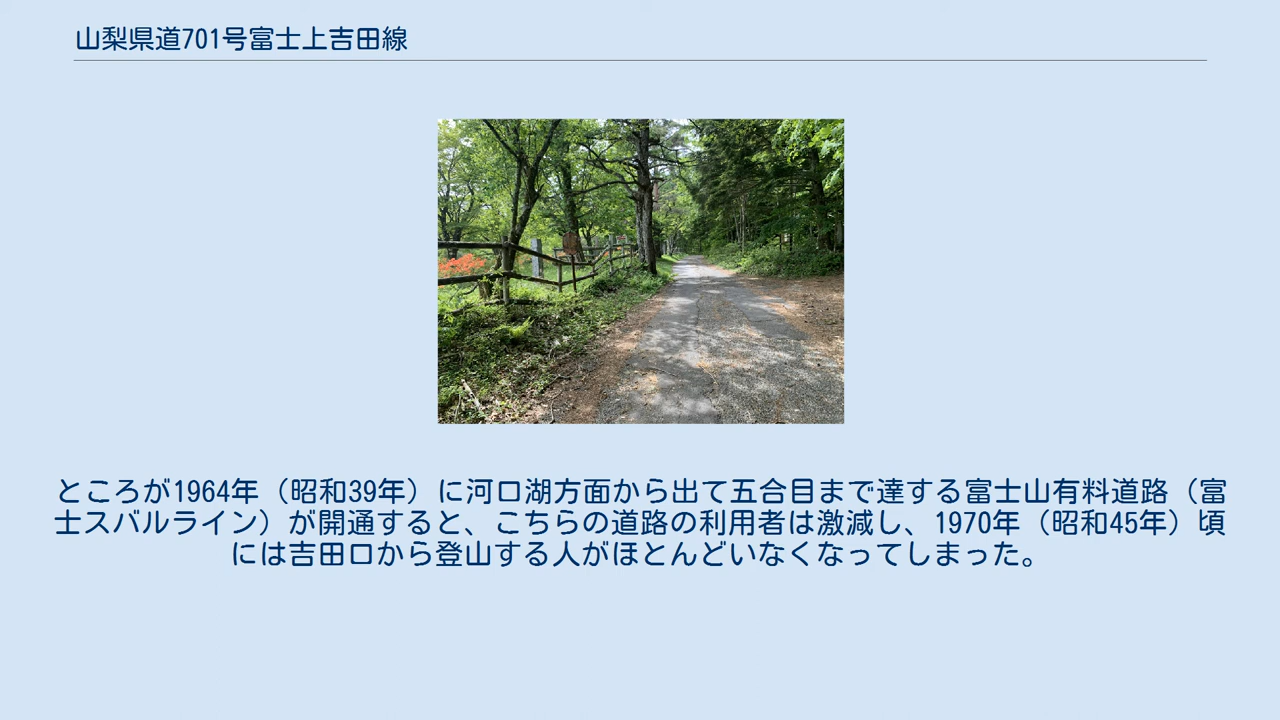 山梨県道701号富士上吉田線
ところが1964年（昭和39年）に河口湖方面から出て五合目まで達する富士山有料道路（富
士スバルライン）が開通すると、こちらの道路の利用者は激減し、1970年（昭和45年）頃
には吉田口から登山する人がほとんどいなくなってしまった。